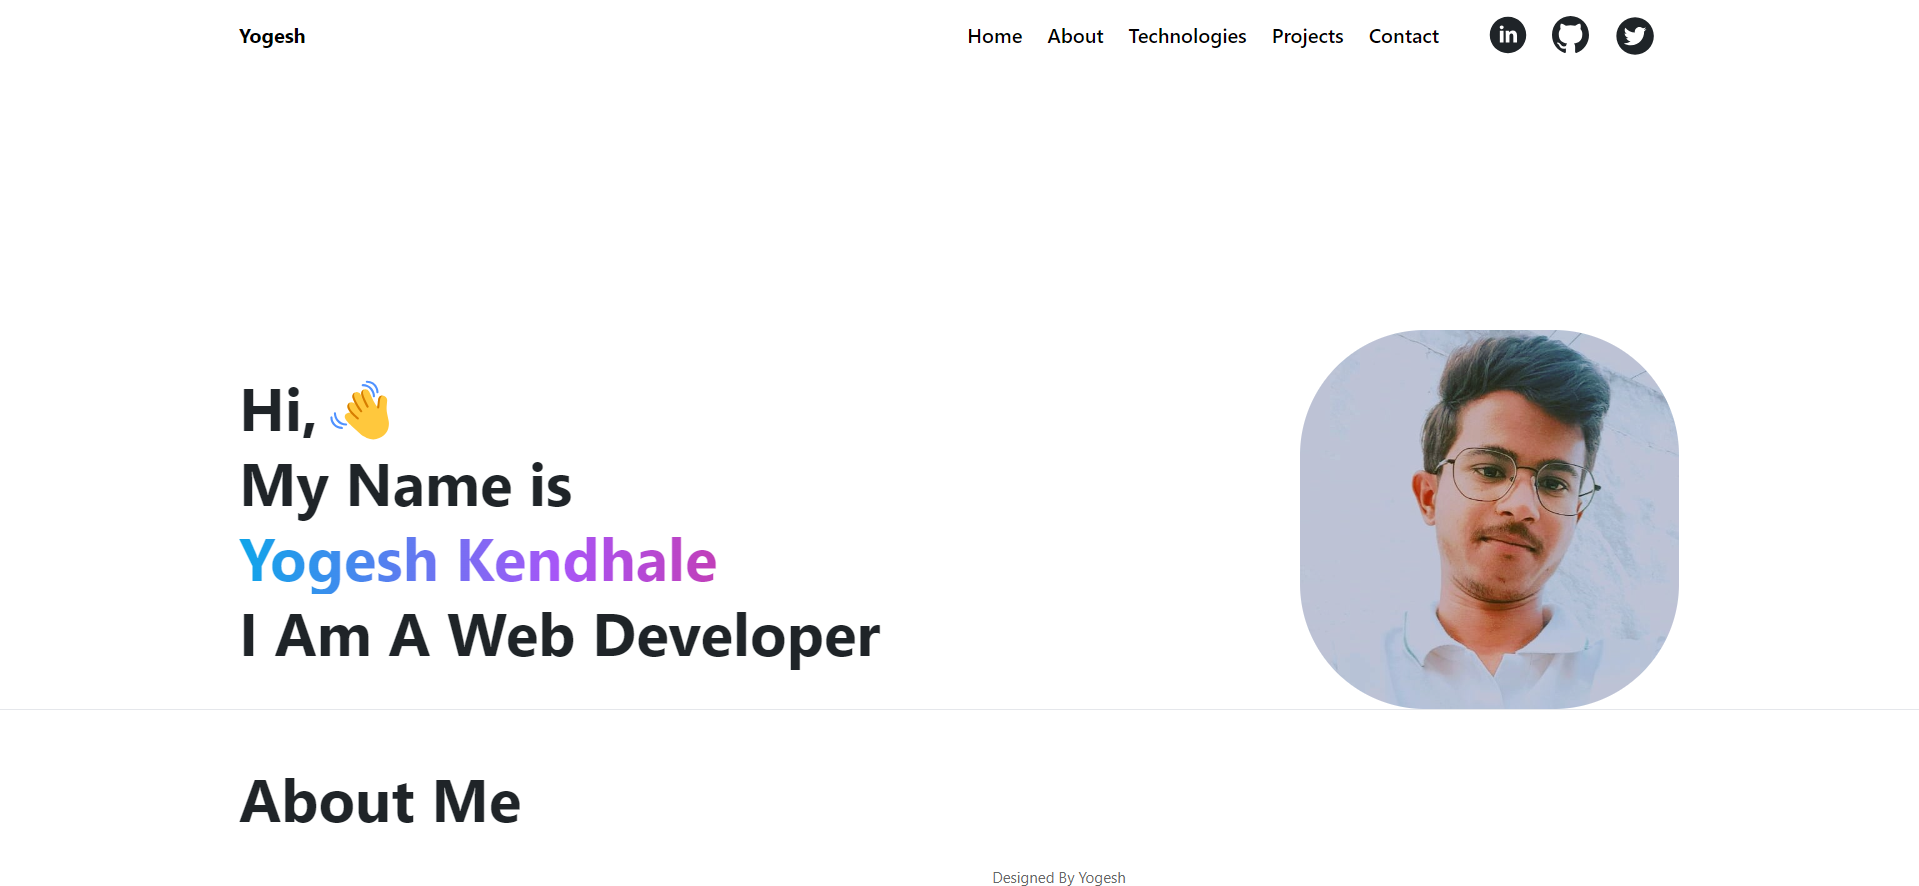 Yogesh
Home About Technologies Projects Contact
Hi, 👋
My Name is
Yogesh Kendhale
I Am A Web Developer
About Me
Designed By Yogesh